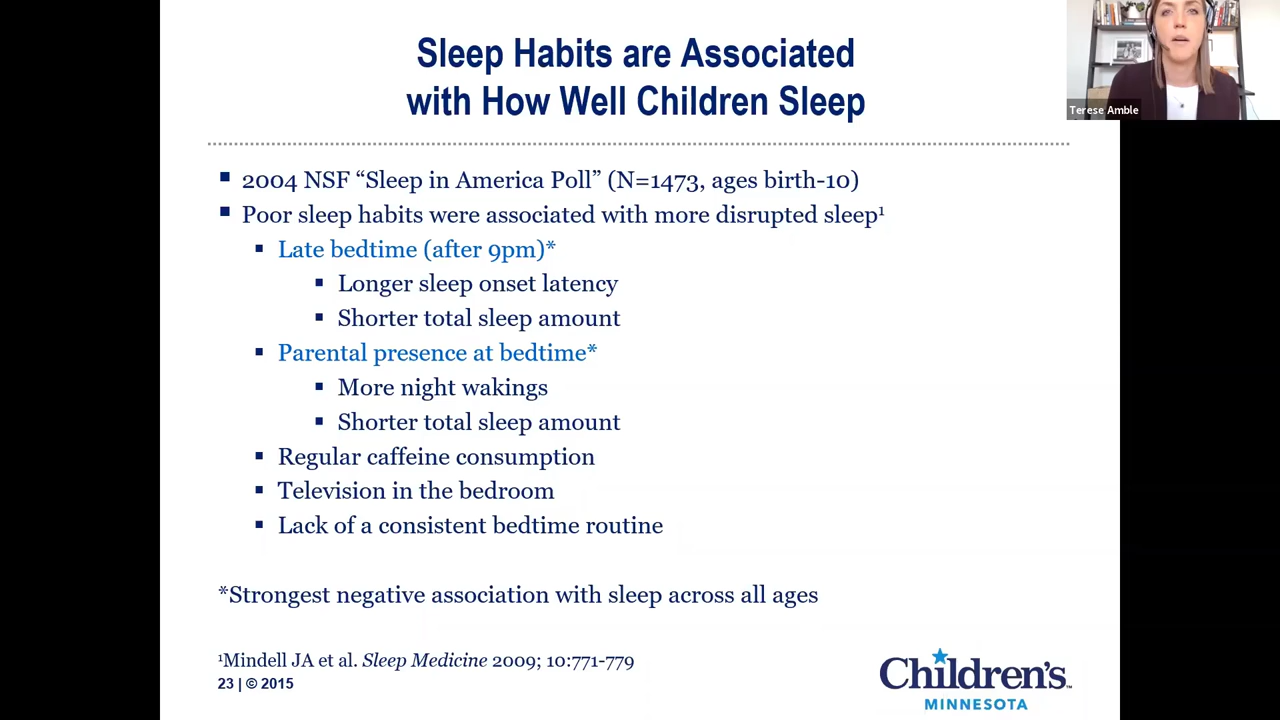 Sleep Habits are Associated
with How Well Children Sleep
Terese Amble
▪ 2004 NSF “Sleep in America Poll” (N=1473, ages birth-10)
▪ Poor sleep habits were associated with more disrupted sleep¹
▪ Late bedtime (after 9pm)*
▪ Longer sleep onset latency
▪ Shorter total sleep amount
▪ Parental presence at bedtime*
▪ More night wakings
▪ Shorter total sleep amount
▪ Regular caffeine consumption
▪ Television in the bedroom
▪ Lack of a consistent bedtime routine
*Strongest negative association with sleep across all ages
¹Mindell JA et al. Sleep Medicine 2009; 10:771-779
23 | © 2015
Children's™
MINNESOTA